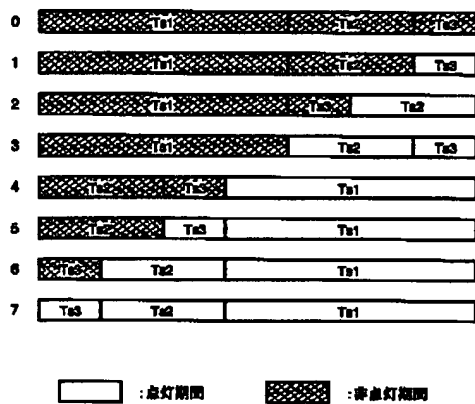 0 Ts1 Ts2 Ts3
1 Ts1 Ts2 Ts3
2 Ts1 Ts3 Ts2
3 Ts1 Ts2 Ts3
4 Ts2 Ts3 Ts1
5 Ts2 Ts3 Ts1
6 Ts3 Ts2 Ts1
7 Ts3 Ts2 Ts1
:点灯期間 :非点灯期間